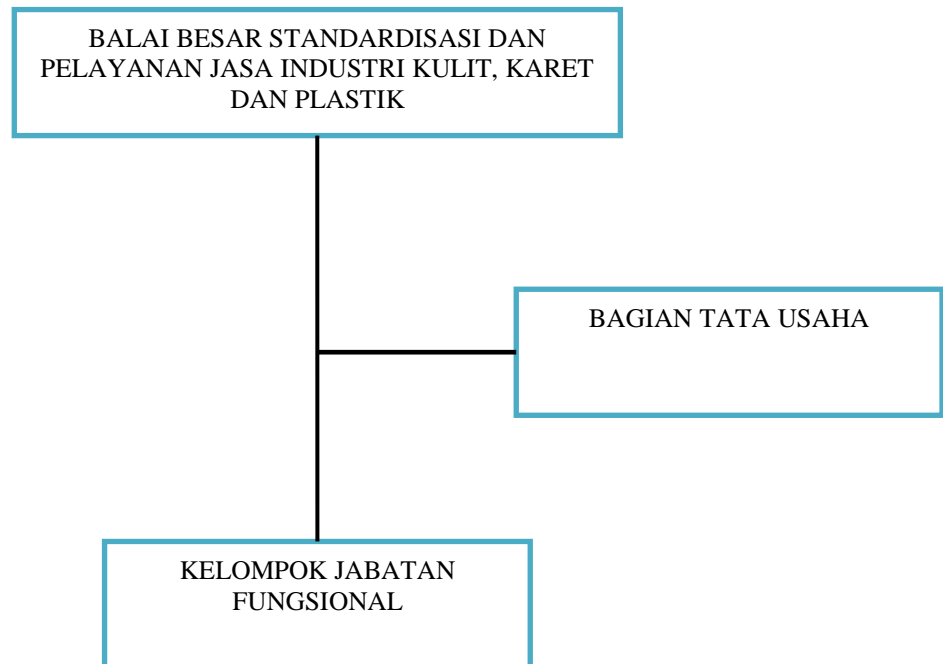 BALAI BESAR STANDARDISASI DAN
PELAYANAN JASA INDUSTRI KULIT, KARET
DAN PLASTIK
BAGIAN TATA USAHA
KELOMPOK JABATAN
FUNGSIONAL